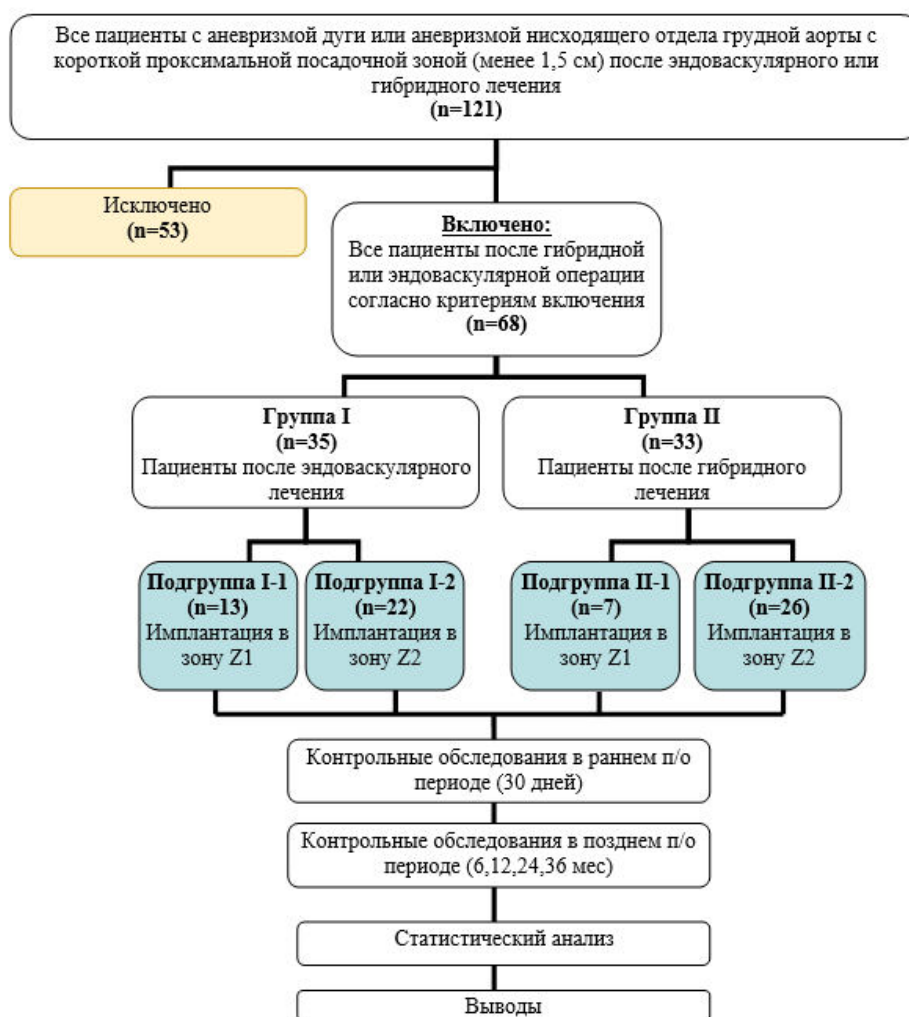 Все пациенты с аневризмой дуги или аневризмой нисходящего отдела грудной аорты с
короткой проксимальной посадочной зоной (менее 1,5 см) после эндоваскулярного или
гибридного лечения
(n=121)
Исключено
(n=53)
Включено:
Все пациенты после гибридной
или эндоваскулярной операции
согласно критериям включения
(n=68)
Группа I
(n=35)
Пациенты после эндоваскулярного
лечения
Группа II
(n=33)
Пациенты после гибридного
лечения
Подгруппа I-1
(n=13)
Имплантация в
зону Z1
Подгруппа I-2
(n=22)
Имплантация в
зону Z2
Подгруппа II-1
(n=7)
Имплантация в
зону Z1
Подгруппа II-2
(n=26)
Имплантация в
зону Z2
Контрольные обследования в раннем п/о
периоде (30 дней)
Контрольные обследования в позднем п/о
периоде (6,12,24,36 мес)
Статистический анализ
Выводы